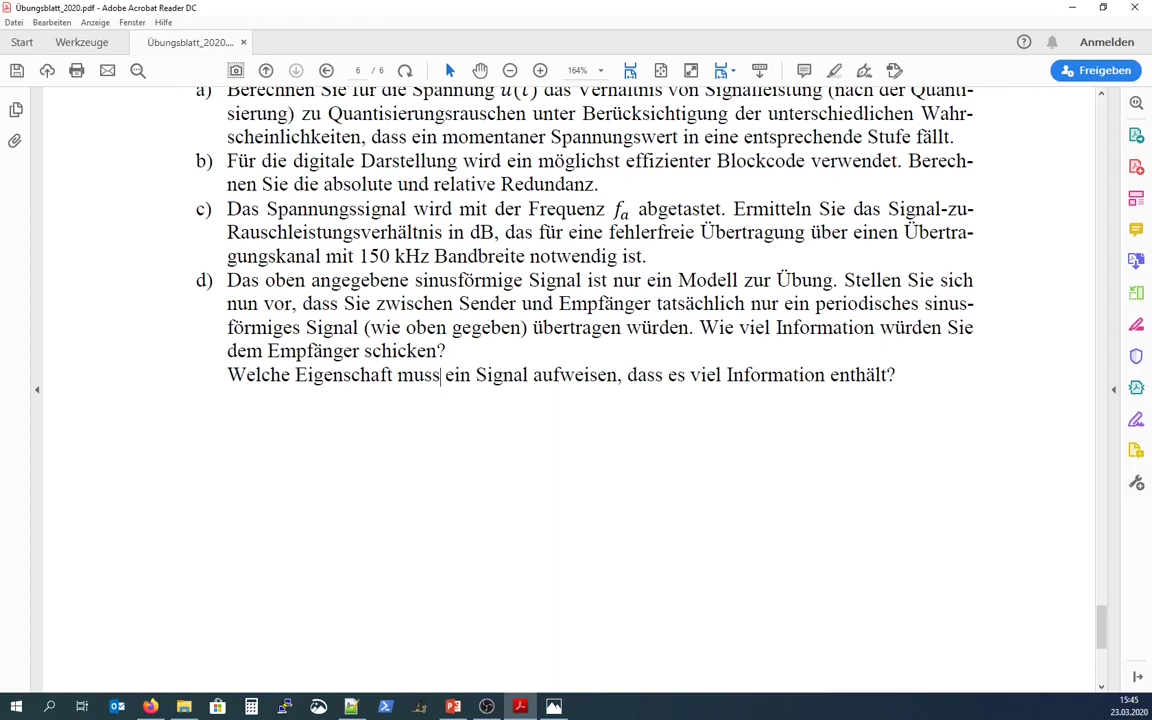 Übungsblatt_2020.pdf - Adobe Acrobat Reader DC
Datei Bearbeiten Anzeige Fenster Hilfe
Start Werkzeuge Übungsblatt_2020.... × Anmelden
6 / 6 164% Freigeben
a) Berechnen Sie für die Spannung u(t) das Verhältnis von Signalleistung (nach der Quanti-
sierung) zu Quantisierungsrauschen unter Berücksichtigung der unterschiedlichen Wahr-
scheinlichkeiten, dass ein momentaner Spannungswert in eine entsprechende Stufe fällt.
b) Für die digitale Darstellung wird ein möglichst effizienter Blockcode verwendet. Berech-
nen Sie die absolute und relative Redundanz.
c) Das Spannungssignal wird mit der Frequenz fa abgetastet. Ermitteln Sie das Signal-zu-
Rauschleistungsverhältnis in dB, das für eine fehlerfreie Übertragung über einen Übertra-
gungskanal mit 150 kHz Bandbreite notwendig ist.
d) Das oben angegebene sinusförmige Signal ist nur ein Modell zur Übung. Stellen Sie sich
nun vor, dass Sie zwischen Sender und Empfänger tatsächlich nur ein periodisches sinus-
förmiges Signal (wie oben gegeben) übertragen würden. Wie viel Information würden Sie
dem Empfänger schicken?
Welche Eigenschaft muss ein Signal aufweisen, dass es viel Information enthält?
15:45
23.03.2020